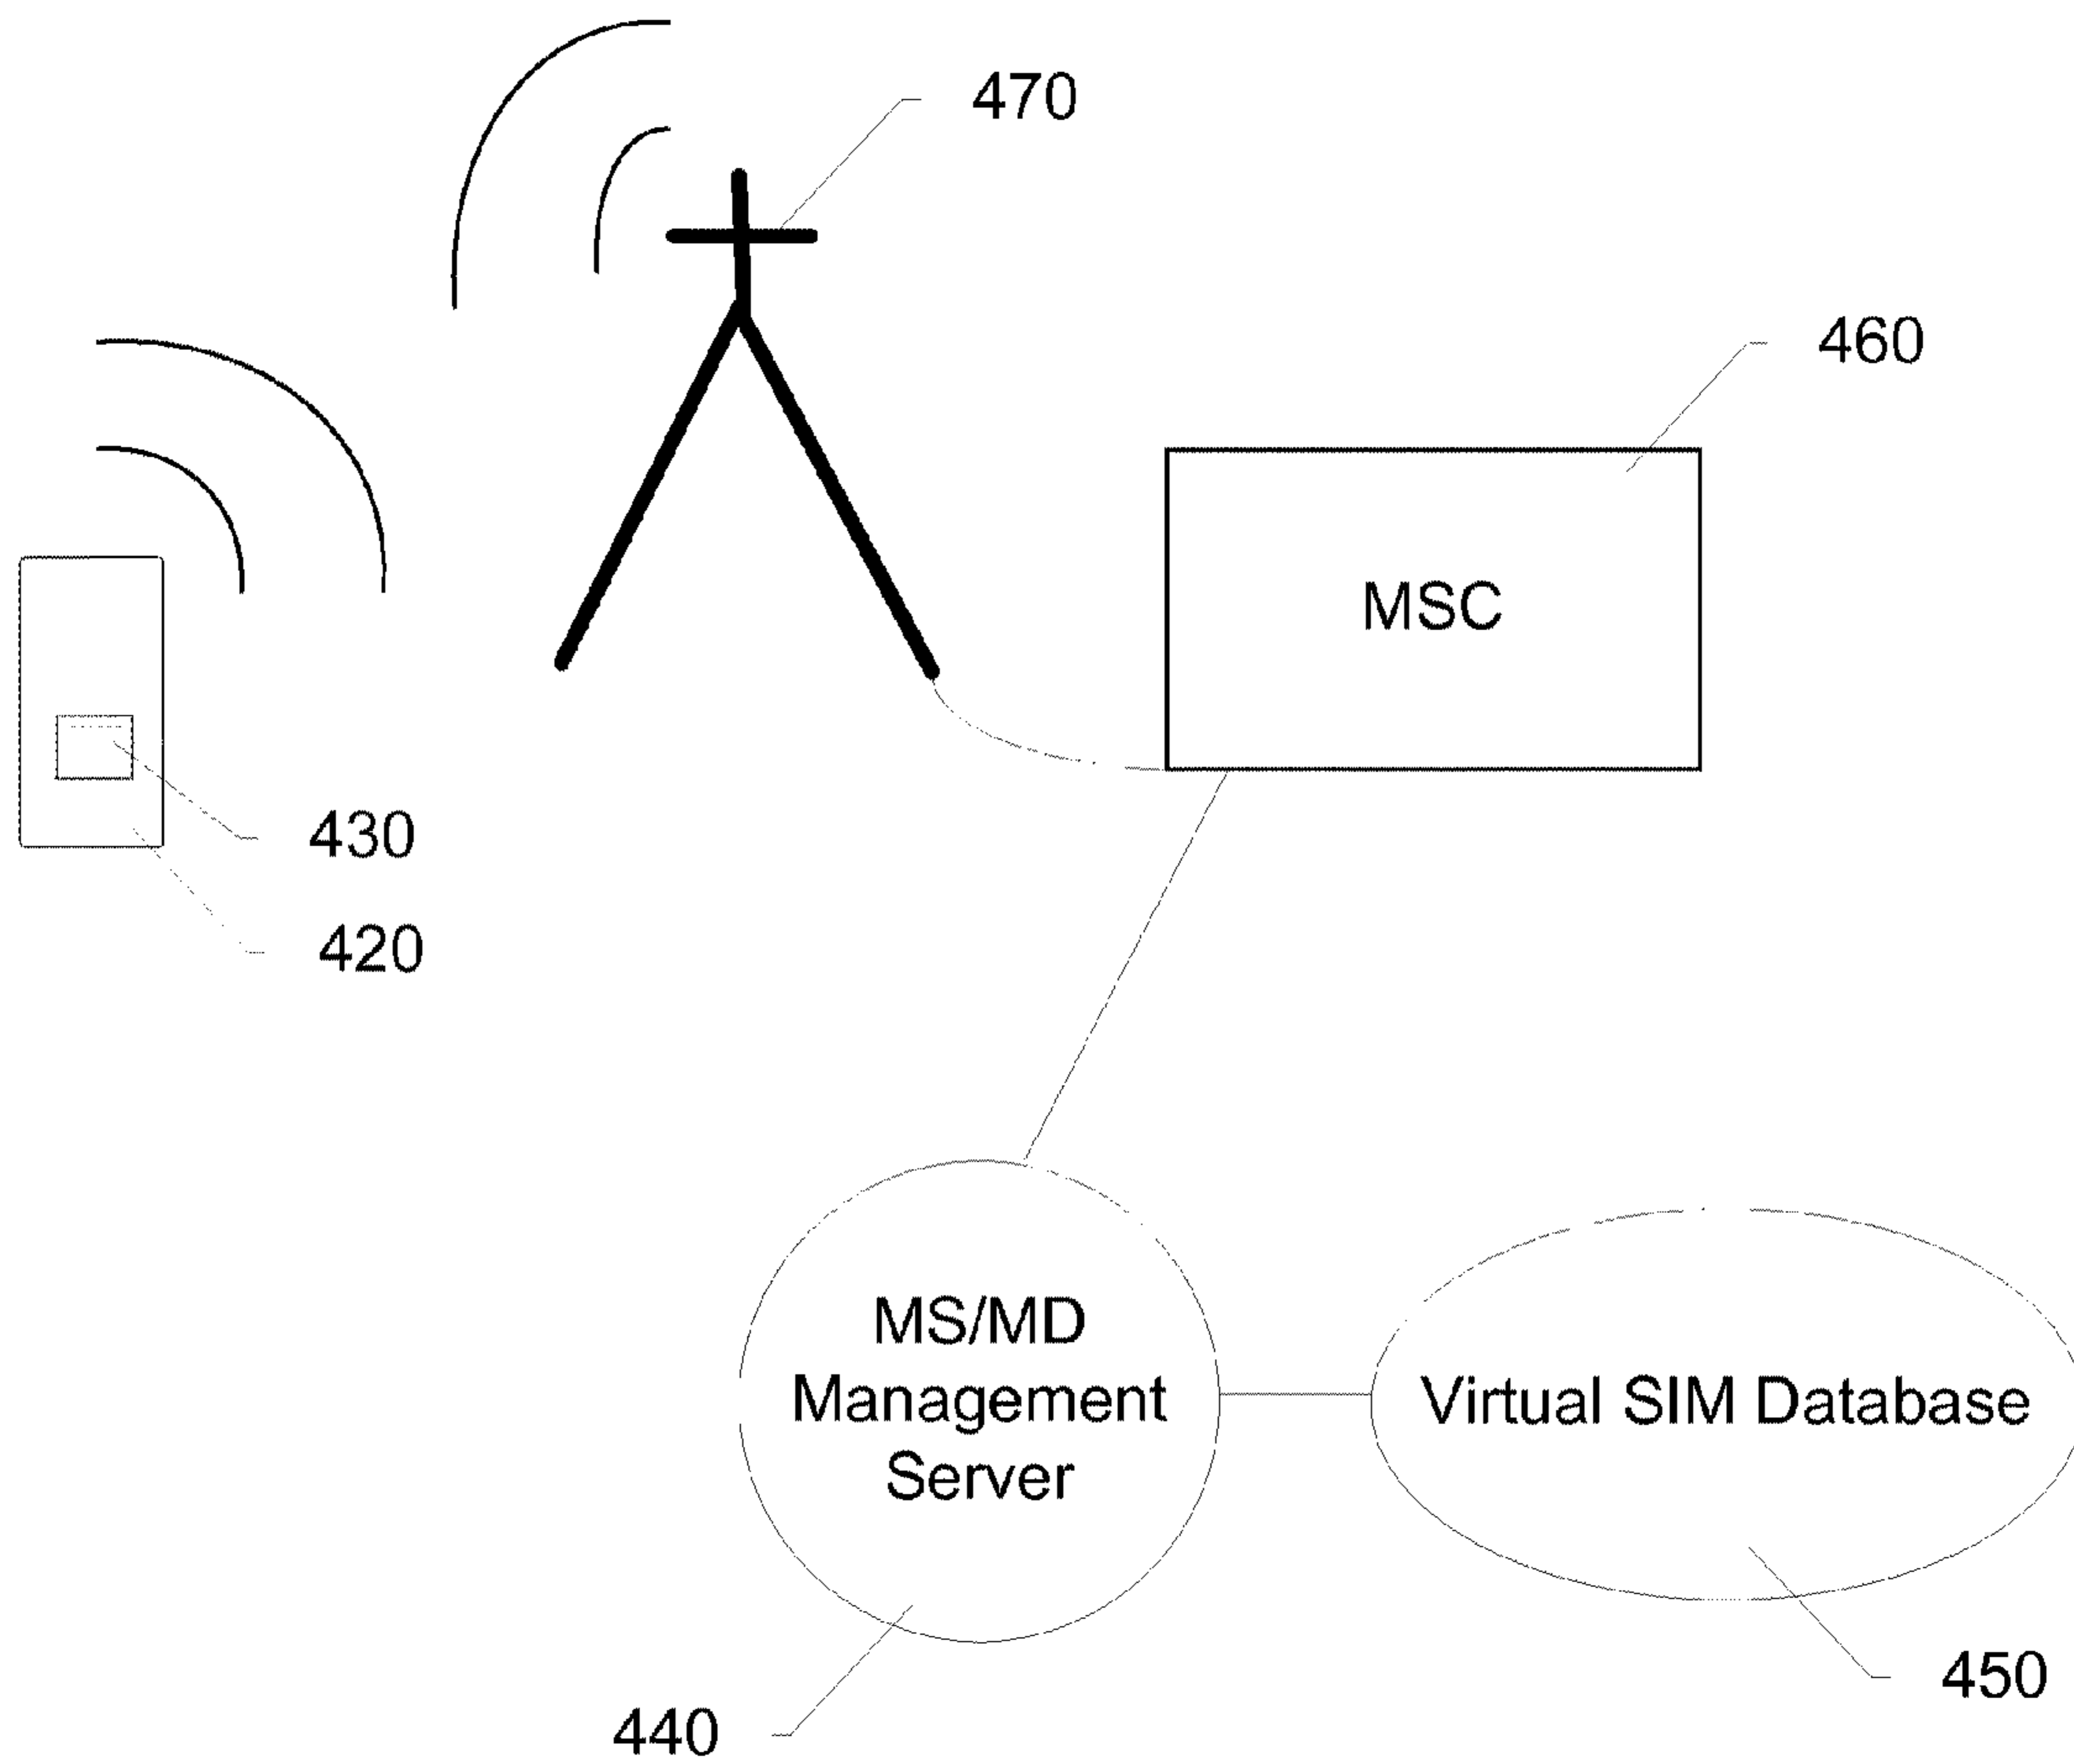 470
460
MSC
430
420
MS/MD
Management
Server
Virtual SIM Database
450
440